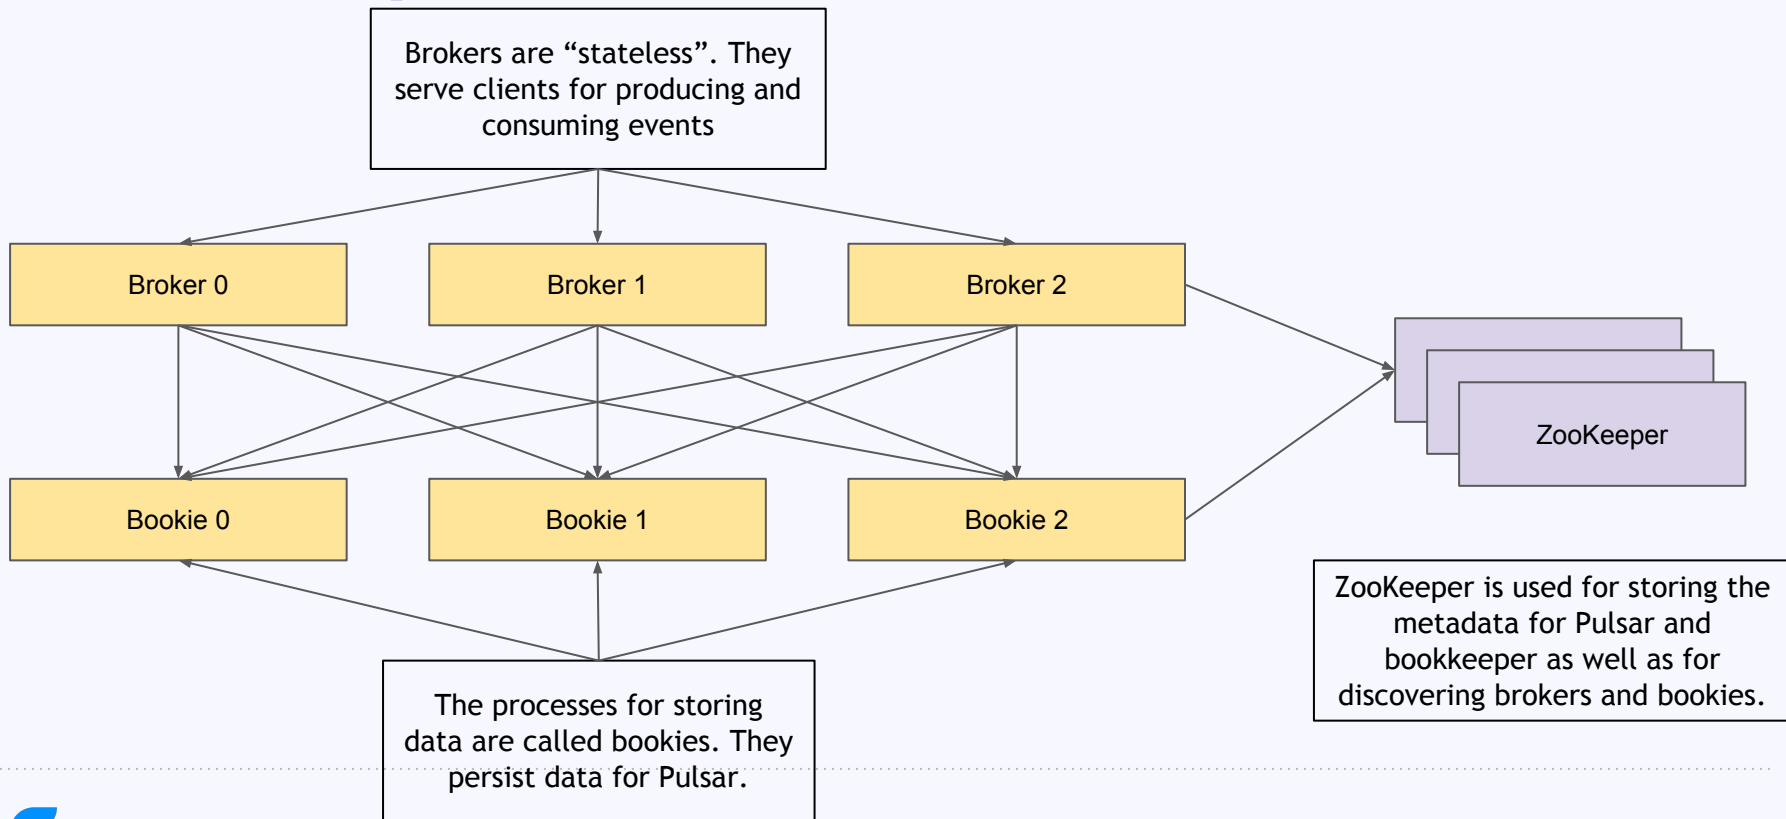 Brokers are “stateless”. They
serve clients for producing and
consuming events
Broker 0
Broker 1
Broker 2
ZooKeeper
Bookie 0
Bookie 1
Bookie 2
ZooKeeper is used for storing the
metadata for Pulsar and
bookkeeper as well as for
discovering brokers and bookies.
The processes for storing
data are called bookies. They
persist data for Pulsar.